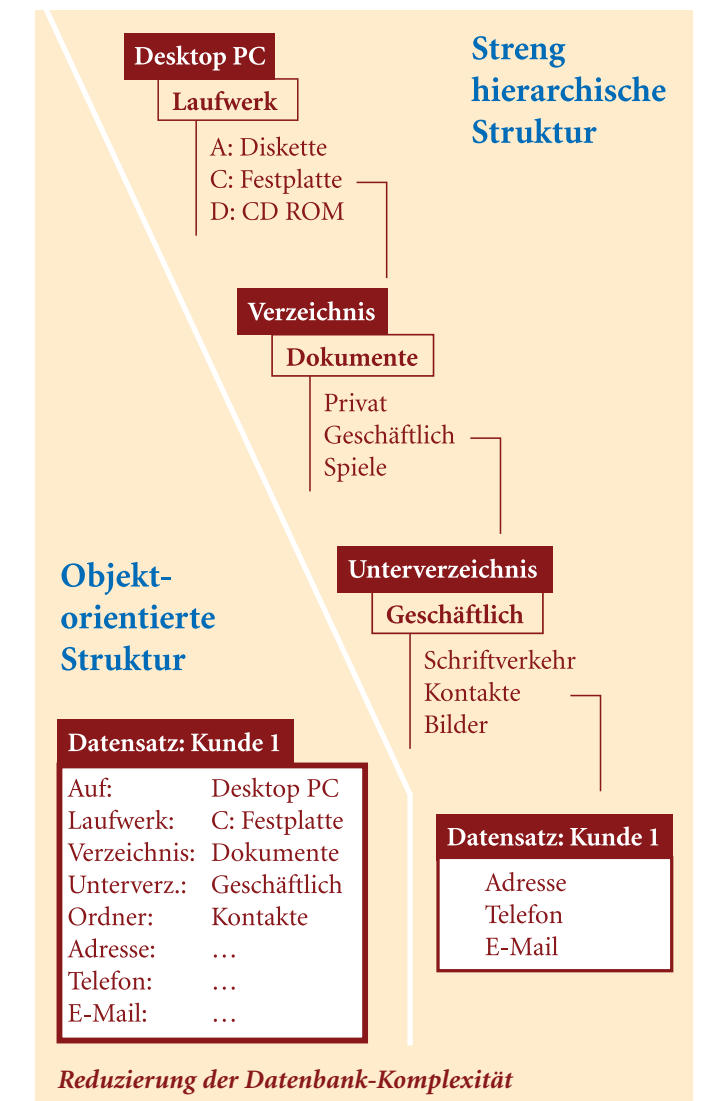 Streng
hierarchische
Struktur
Desktop PC
Laufwerk
A: Diskette
C: Festplatte
D: CD ROM
Verzeichnis
Dokumente
Privat
Geschäftlich
Spiele
Unterverzeichnis
Geschäftlich
Schriftverkehr
Kontakte
Bilder
Datensatz: Kunde 1
Adresse
Telefon
E-Mail
Objekt-
orientierte
Struktur
Datensatz: Kunde 1
Auf: Desktop PC
Laufwerk: C: Festplatte
Verzeichnis: Dokumente
Unterverz.: Geschäftlich
Ordner: Kontakte
Adresse: …
Telefon: …
E-Mail: …
Reduzierung der Datenbank-Komplexität